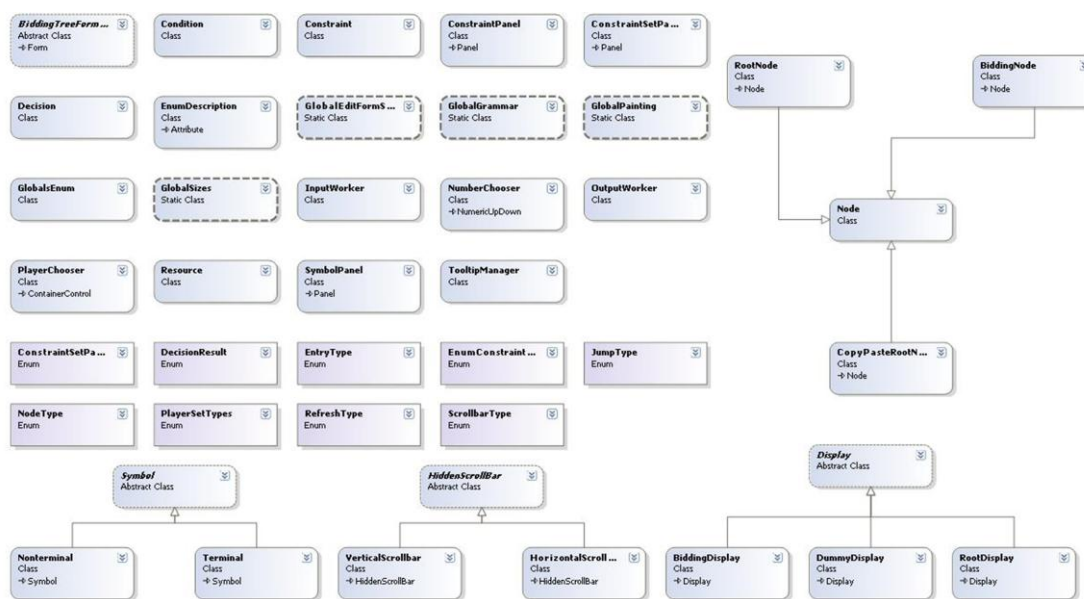 BiddingTreeForm ...
Abstract Class
Form
Condition
Class
Constraint
Class
ConstraintPanel
Class
Panel
ConstraintSetPa ...
Class
Panel
RootNode
Class
Node
BiddingNode
Class
Node
Decision
Class
EnumDescription
Class
Attribute
GlobalEditFormS ...
Static Class
GlobalGrammar
Static Class
GlobalPainting
Static Class
GlobalsEnum
Class
GlobalSizes
Static Class
InputWorker
Class
NumberChooser
Class
NumericUpDown
OutputWorker
Class
Node
Class
PlayerChooser
Class
ContainerControl
Resource
Class
SymbolPanel
Class
Panel
TooltipManager
Class
ConstraintSetPa ...
Enum
DecisionResult
Enum
EntryType
Enum
EnumConstraint ...
Enum
JumpType
Enum
CopyPasteRootN ...
Class
Node
NodeType
Enum
PlayerSetTypes
Enum
RefreshType
Enum
ScrollbarType
Enum
Symbol
Abstract Class
HiddenScrollBar
Abstract Class
Display
Abstract Class
Nonterminal
Class
Symbol
Terminal
Class
Symbol
VerticalScrollbar
Class
HiddenScrollBar
HorizontalScroll ...
Class
HiddenScrollBar
BiddingDisplay
Class
Display
DummyDisplay
Class
Display
RootDisplay
Class
Display